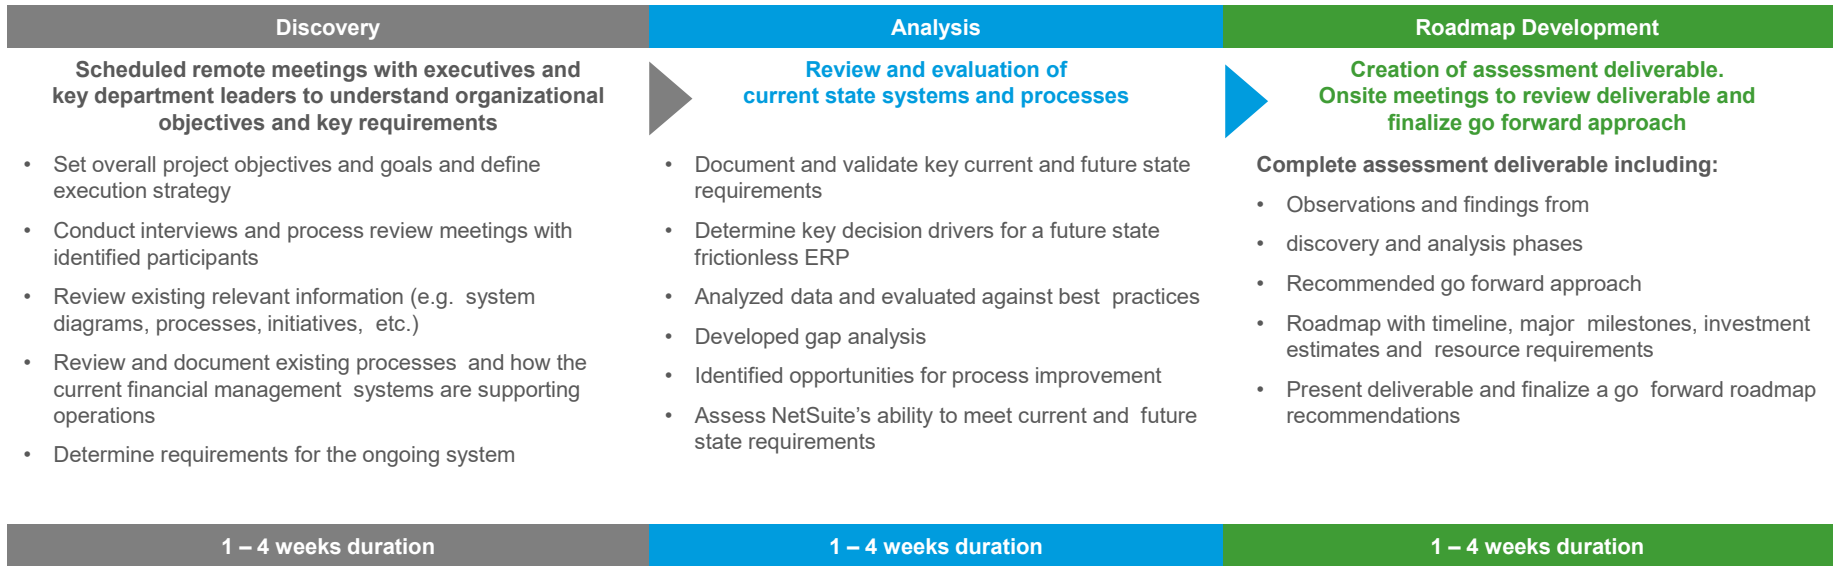 Discovery
Scheduled remote meetings with executives and
key department leaders to understand organizational
objectives and key requirements
• Set overall project objectives and goals and define
execution strategy
• Conduct interviews and process review meetings with
identified participants
• Review existing relevant information (e.g. system
diagrams, processes, initiatives, etc.)
• Review and document existing processes and how the
current financial management systems are supporting
operations
• Determine requirements for the ongoing system
1 – 4 weeks duration
Analysis
Review and evaluation of
current state systems and processes
• Document and validate key current and future state
requirements
• Determine key decision drivers for a future state
frictionless ERP
• Analyzed data and evaluated against best practices
• Developed gap analysis
• Identified opportunities for process improvement
• Assess NetSuite’s ability to meet current and future
state requirements
1 – 4 weeks duration
Roadmap Development
Creation of assessment deliverable.
Onsite meetings to review deliverable and
finalize go forward approach
Complete assessment deliverable including:
• Observations and findings from
• discovery and analysis phases
• Recommended go forward approach
• Roadmap with timeline, major milestones, investment
estimates and resource requirements
• Present deliverable and finalize a go forward roadmap
recommendations
1 – 4 weeks duration